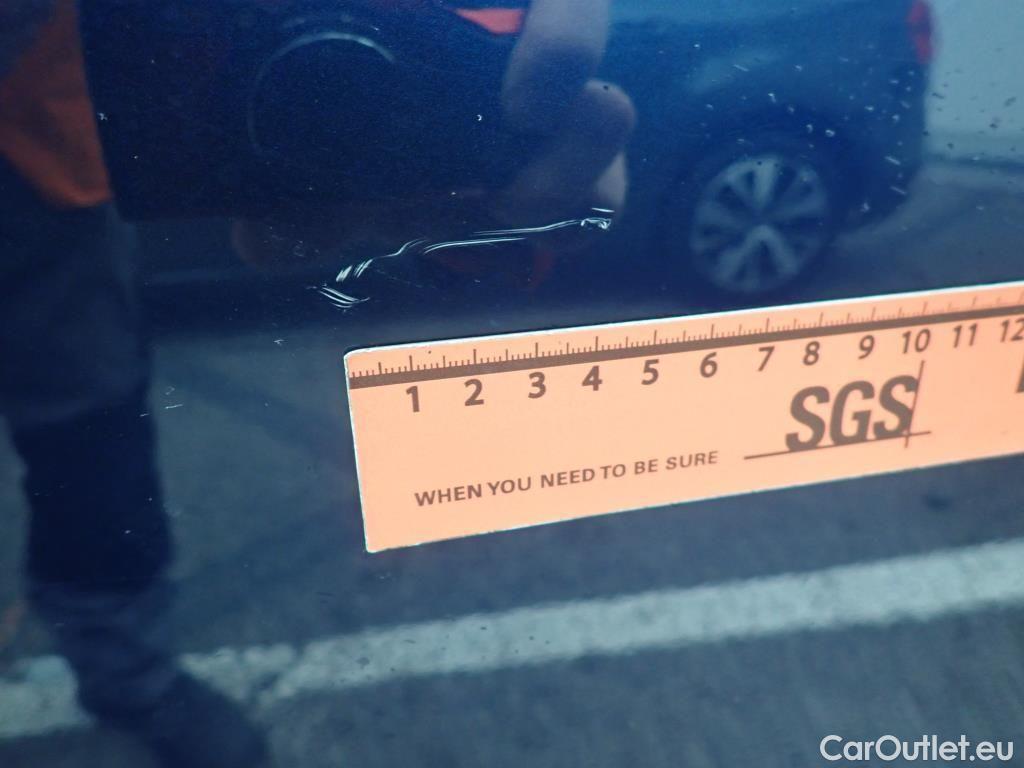 1 2 3 4 5 6 7 8 9 10 11 12
SGS
WHEN YOU NEED TO BE SURE
CarOutlet.eu